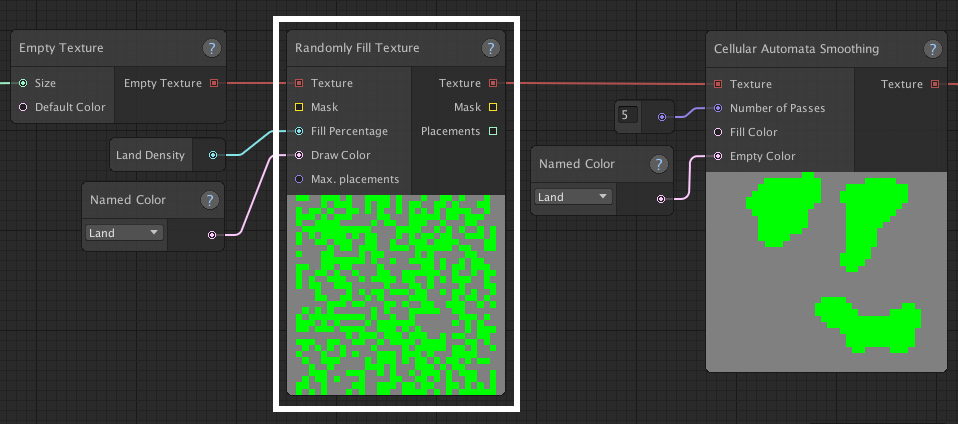 Empty Texture ?
Size Empty Texture
Default Color
Land Density
Named Color ?
Land
Randomly Fill Texture ?
Texture Texture
Mask Mask
Fill Percentage Placements
Draw Color
Max. placements
5
Named Color ?
Land
Cellular Automata Smoothing ?
Texture Texture
Number of Passes
Fill Color
Empty Color